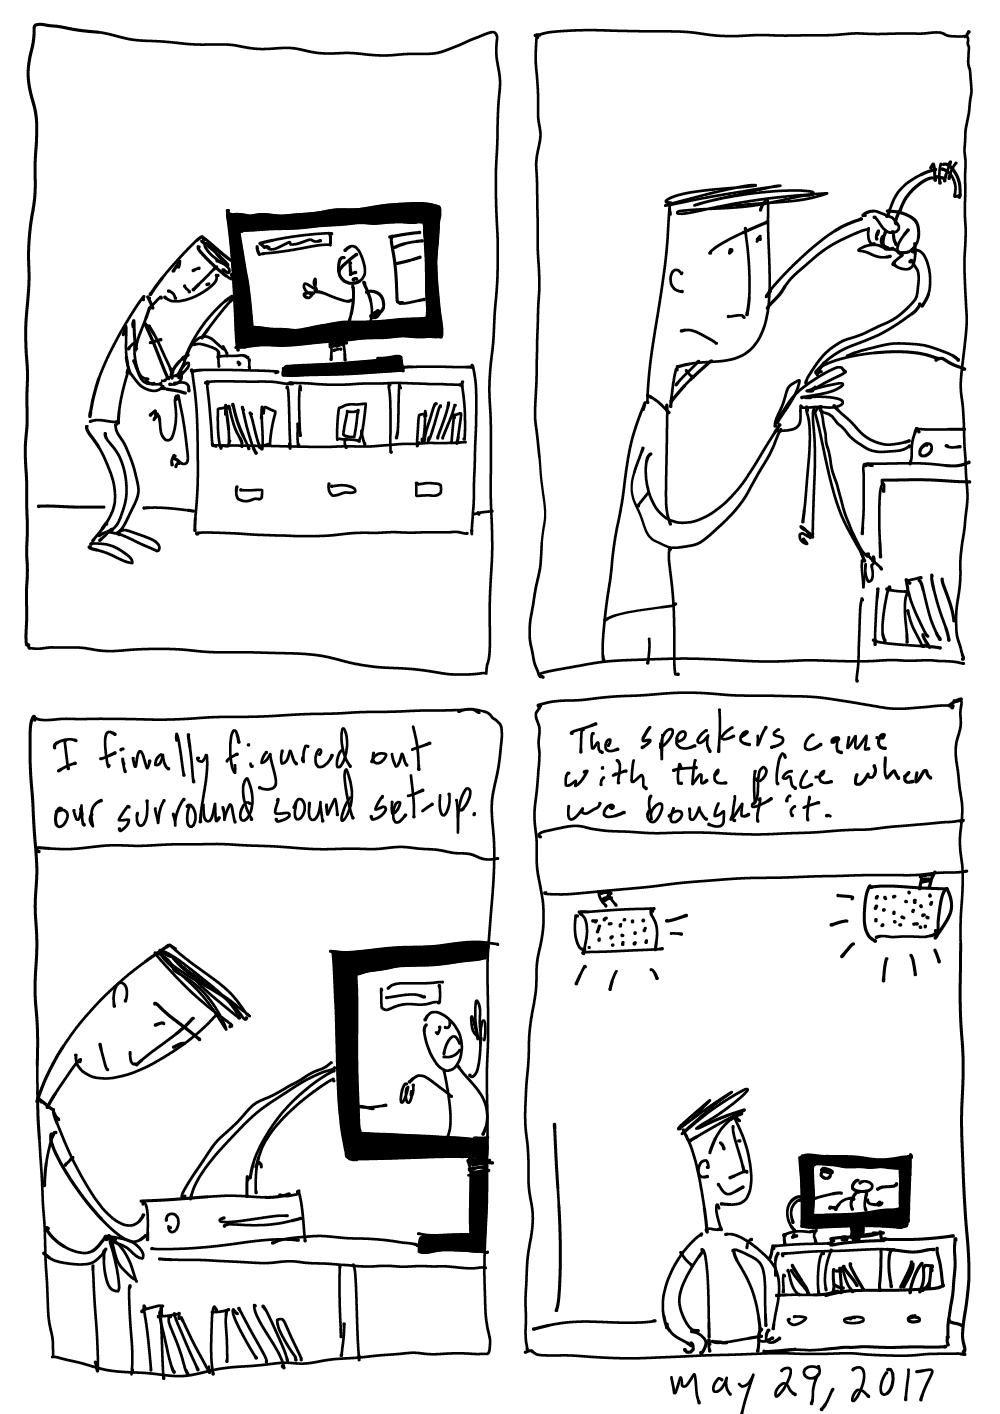 I finally figured out
our surround sound set-up.
The speakers came
with the place when
we bought it.
may 29, 2017